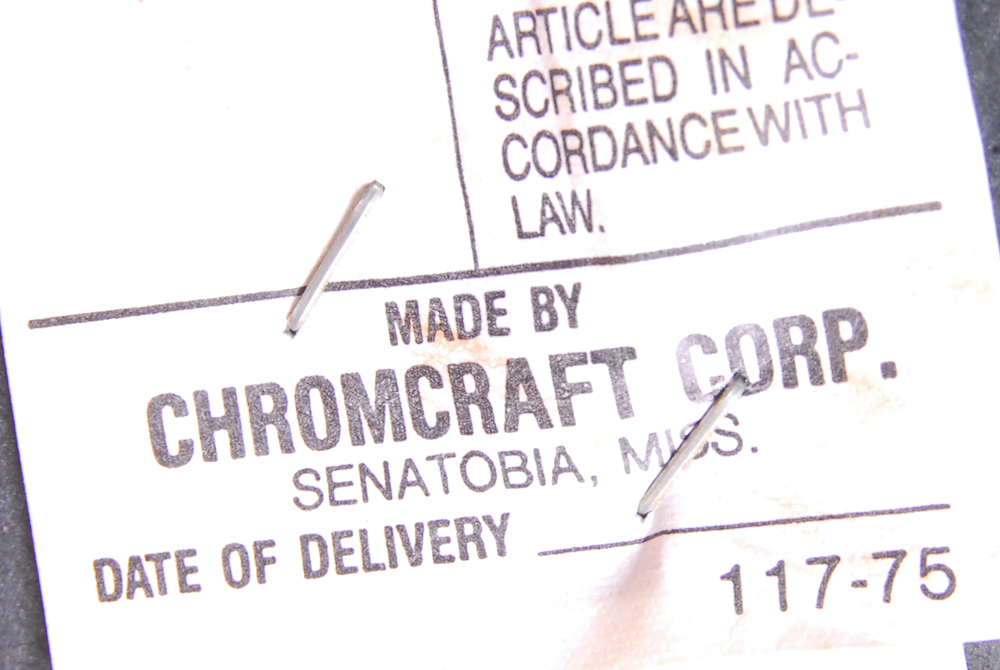 ARTICLE ARE DE-
SCRIBED IN AC-
CORDANCE WITH
LAW.
MADE BY
CHROMCRAFT CORP.
SENATOBIA, MISS.
DATE OF DELIVERY
117-75